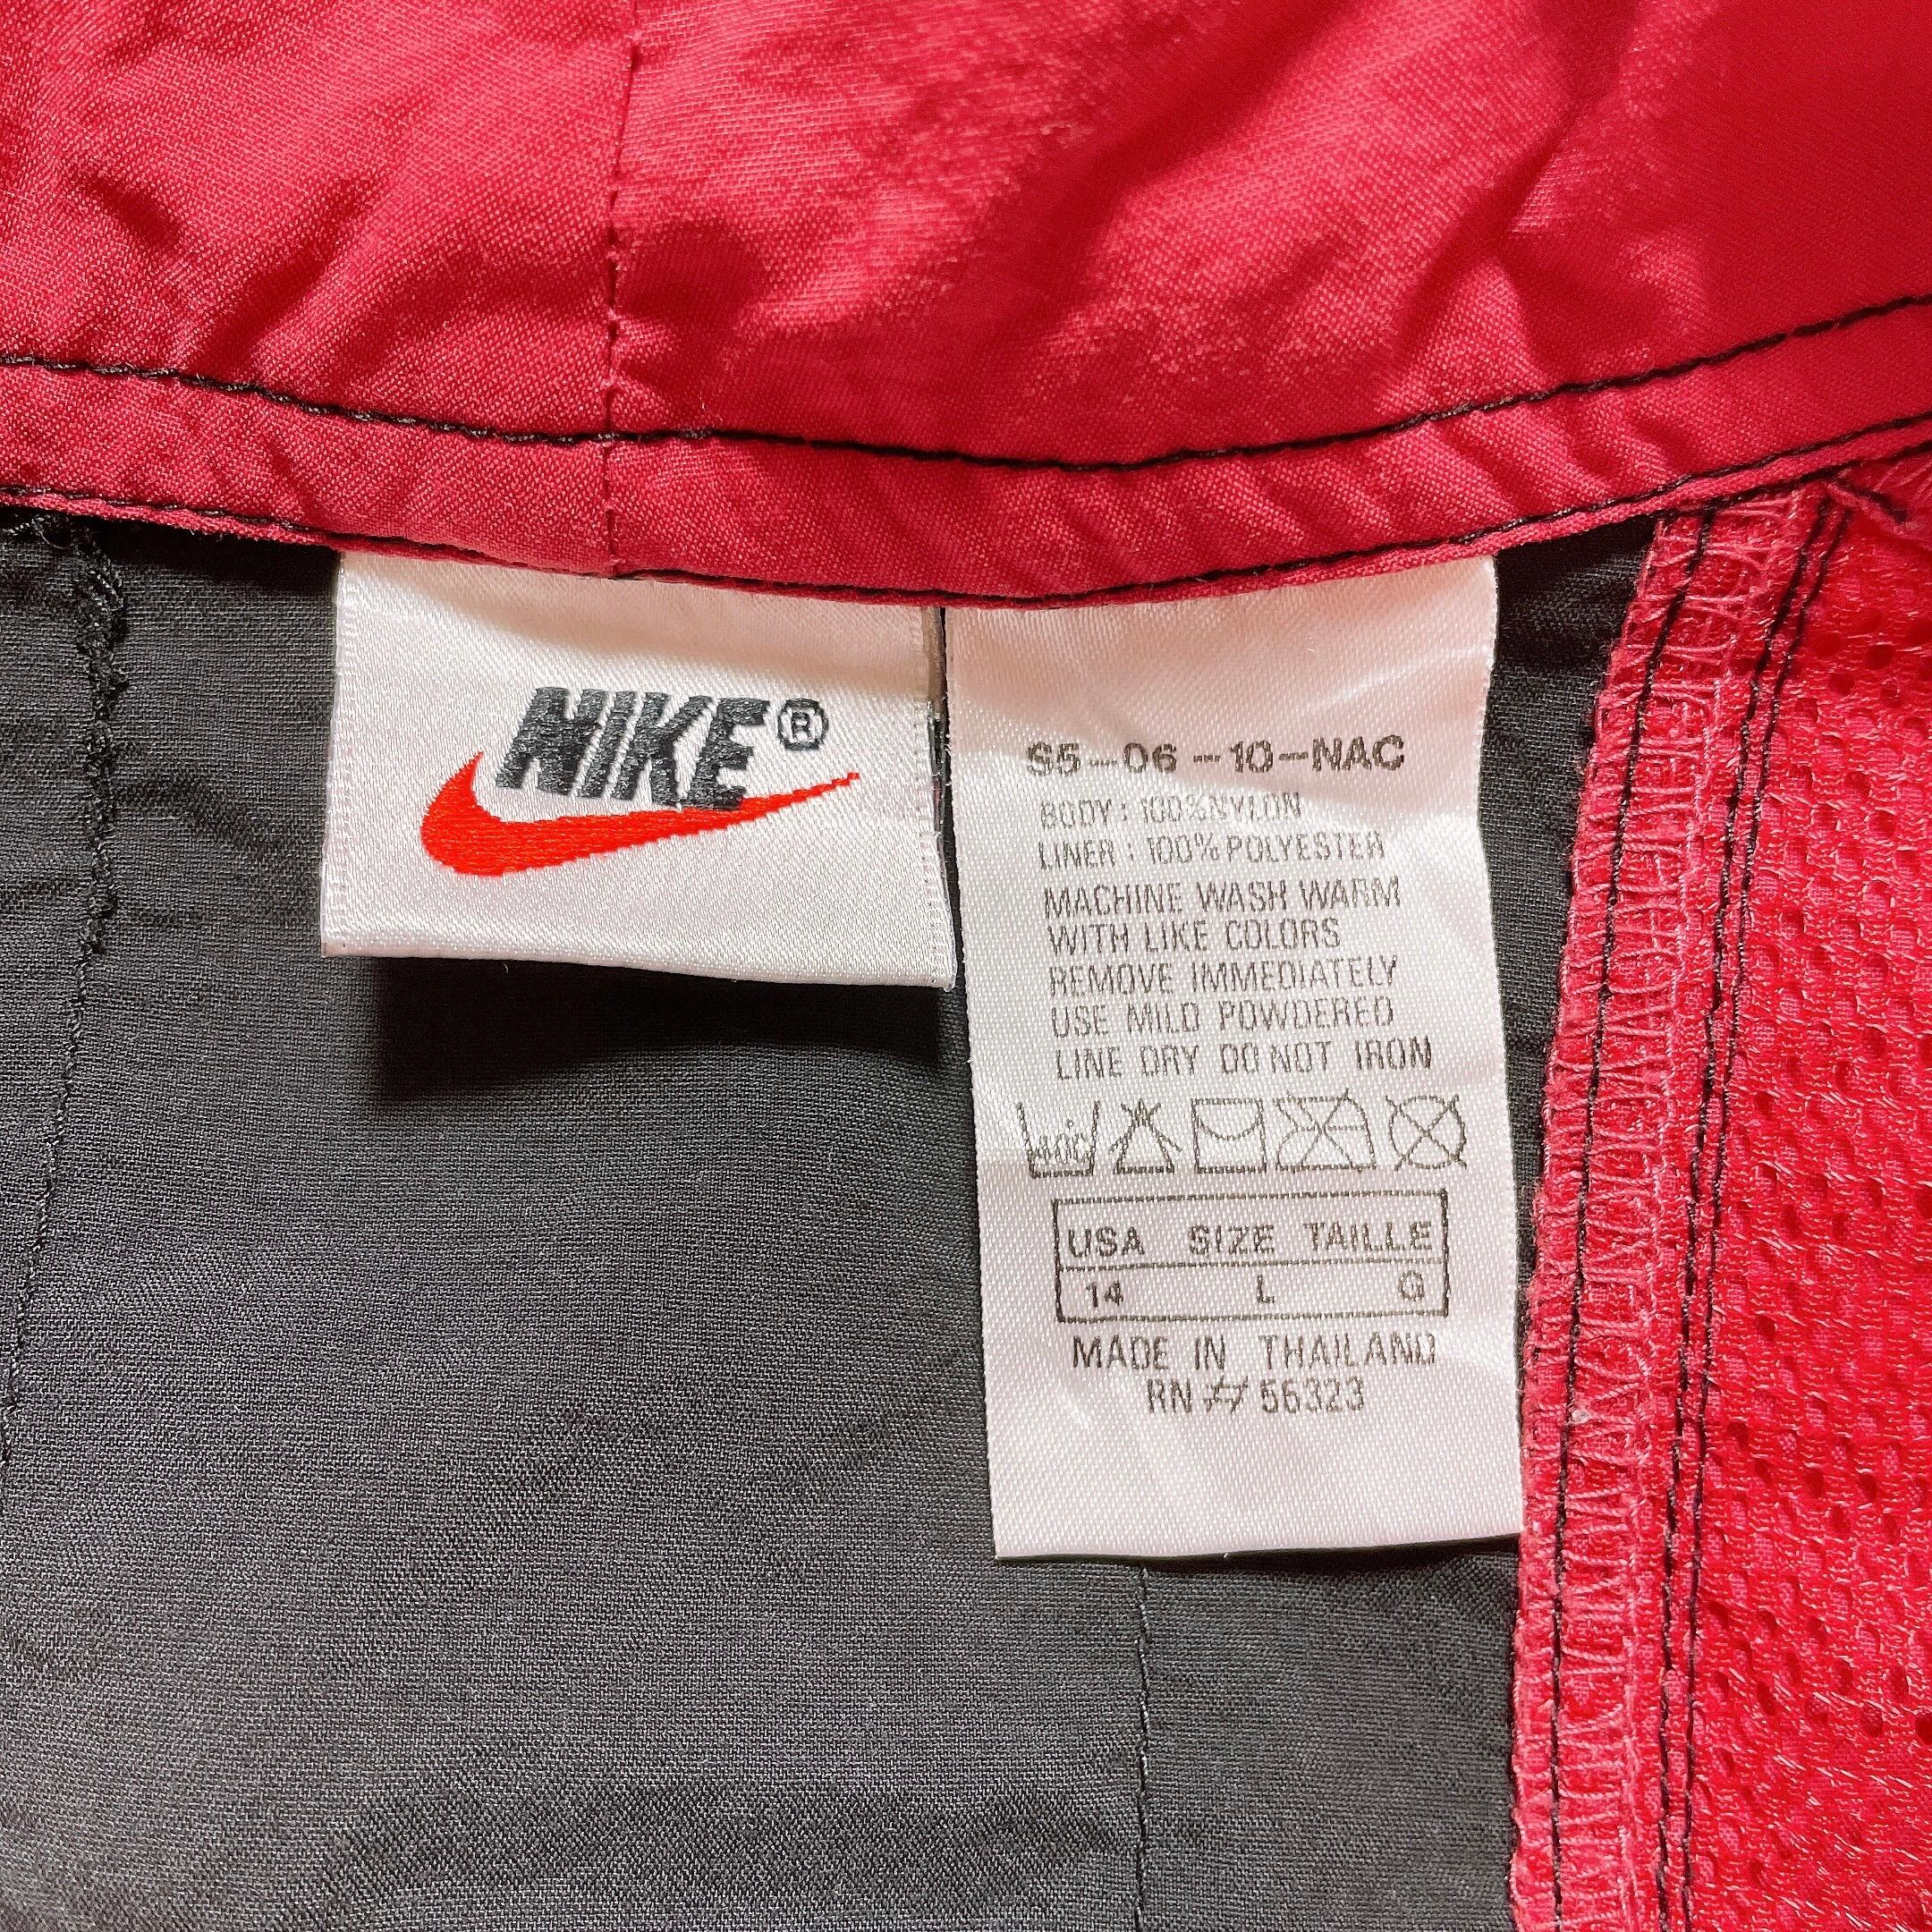 NIKE®
S5-06-10-NAC
BODY : 100%NYLON
LINER : 100% POLYESTER
MACHINE WASH WARM
WITH LIKE COLORS
REMOVE IMMEDIATELY
USE MILD POWDERED
LINE DRY DO NOT IRON
40°C
USA SIZE TAILLE
14 L G
MADE IN THAILAND
RN # 56323